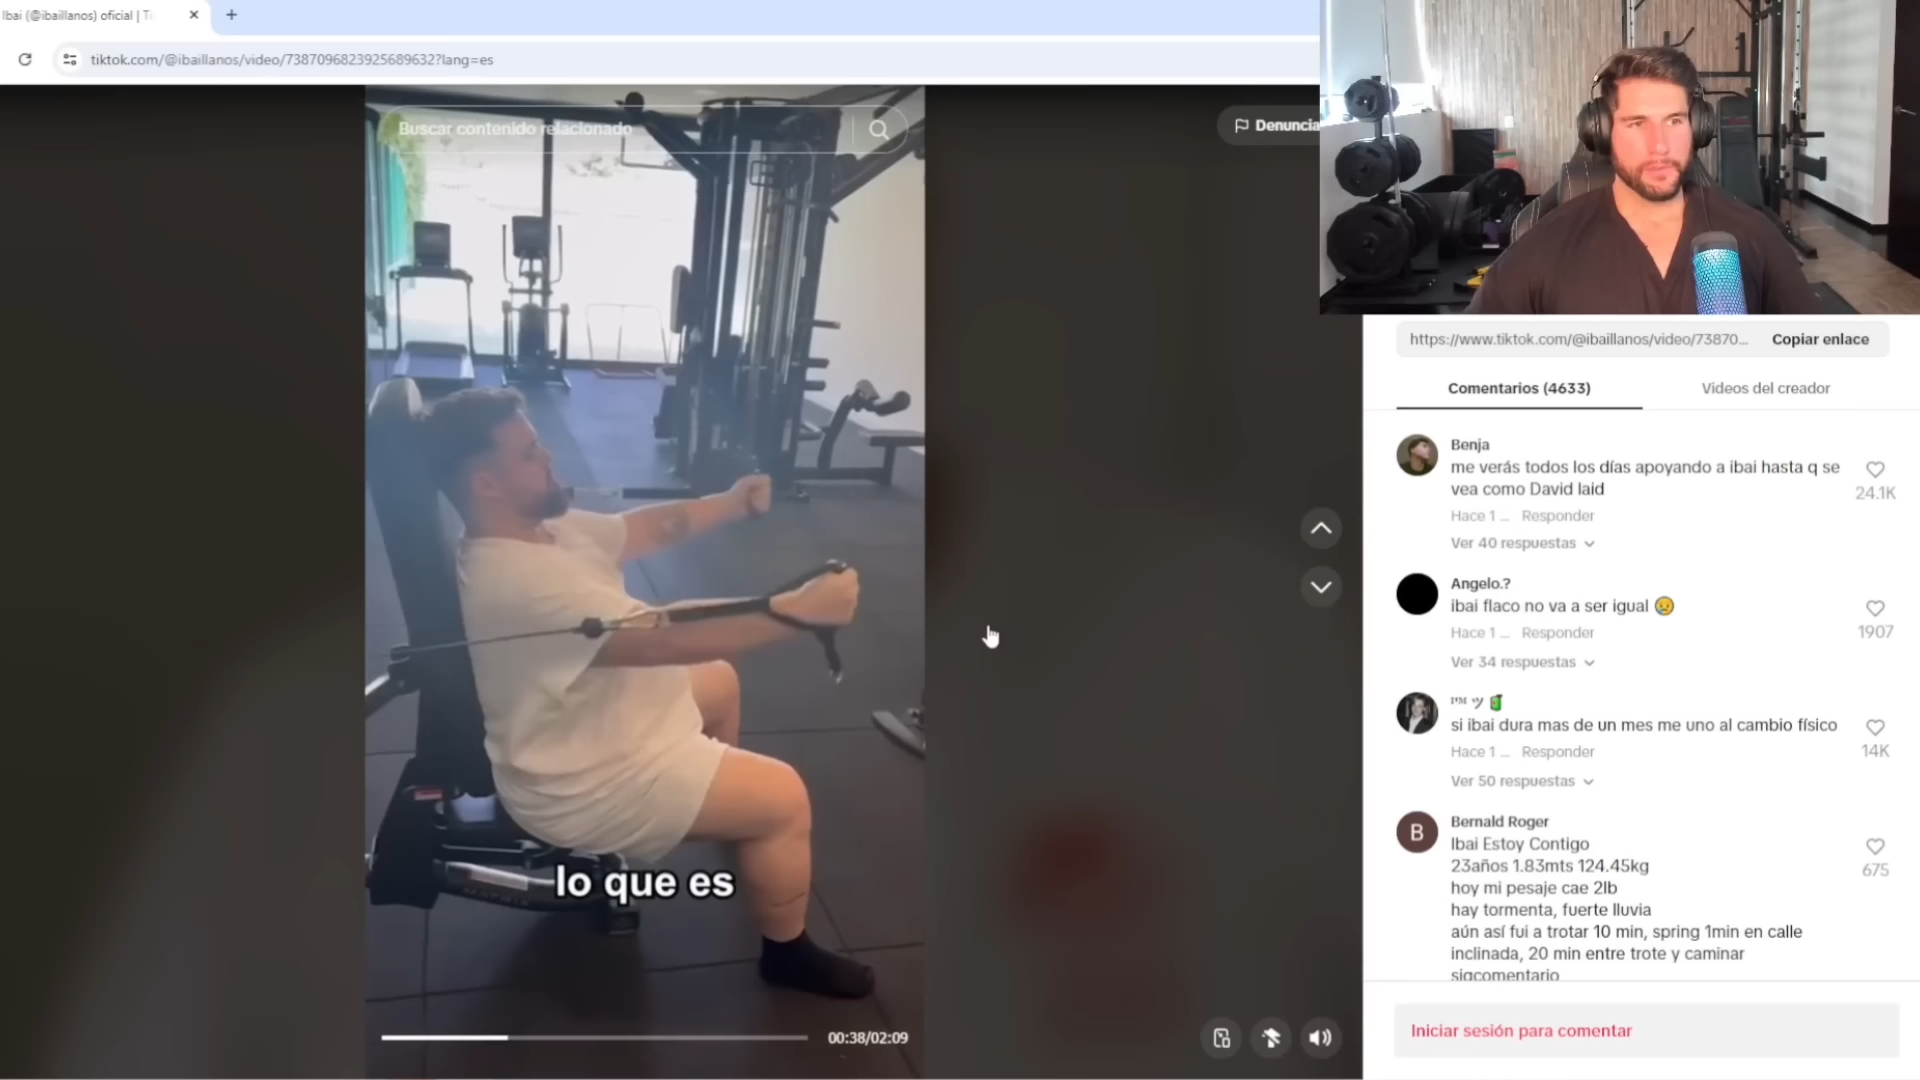 Ibai (@ibaillanos) oficial | Ti
tiktok.com/@ibaillanos/video/7387096823925689632?lang=es
Buscar contenido relacionado
Denuncia
lo que es
00:38/02:09
https://www.tiktok.com/@ibaillanos/video/73870...
Copiar enlace
Comentarios (4633)
Videos del creador
Benja
me verás todos los días apoyando a ibai hasta q se
vea como David laid
24.1K
Hace 1 ... Responder
Ver 40 respuestas
Angelo.?
ibai flaco no va a ser igual 😥
1907
Hace 1 ... Responder
Ver 34 respuestas
ᴵᴾᴹ ツ🧃
si ibai dura mas de un mes me uno al cambio físico
14K
Hace 1 ... Responder
Ver 50 respuestas
B
Bernald Roger
Ibai Estoy Contigo
23años 1.83mts 124.45kg
675
hoy mi pesaje cae 2lb
hay tormenta, fuerte lluvia
aún así fui a trotar 10 min, spring 1min en calle
inclinada, 20 min entre trote y caminar
sigcomentario
Iniciar sesión para comentar